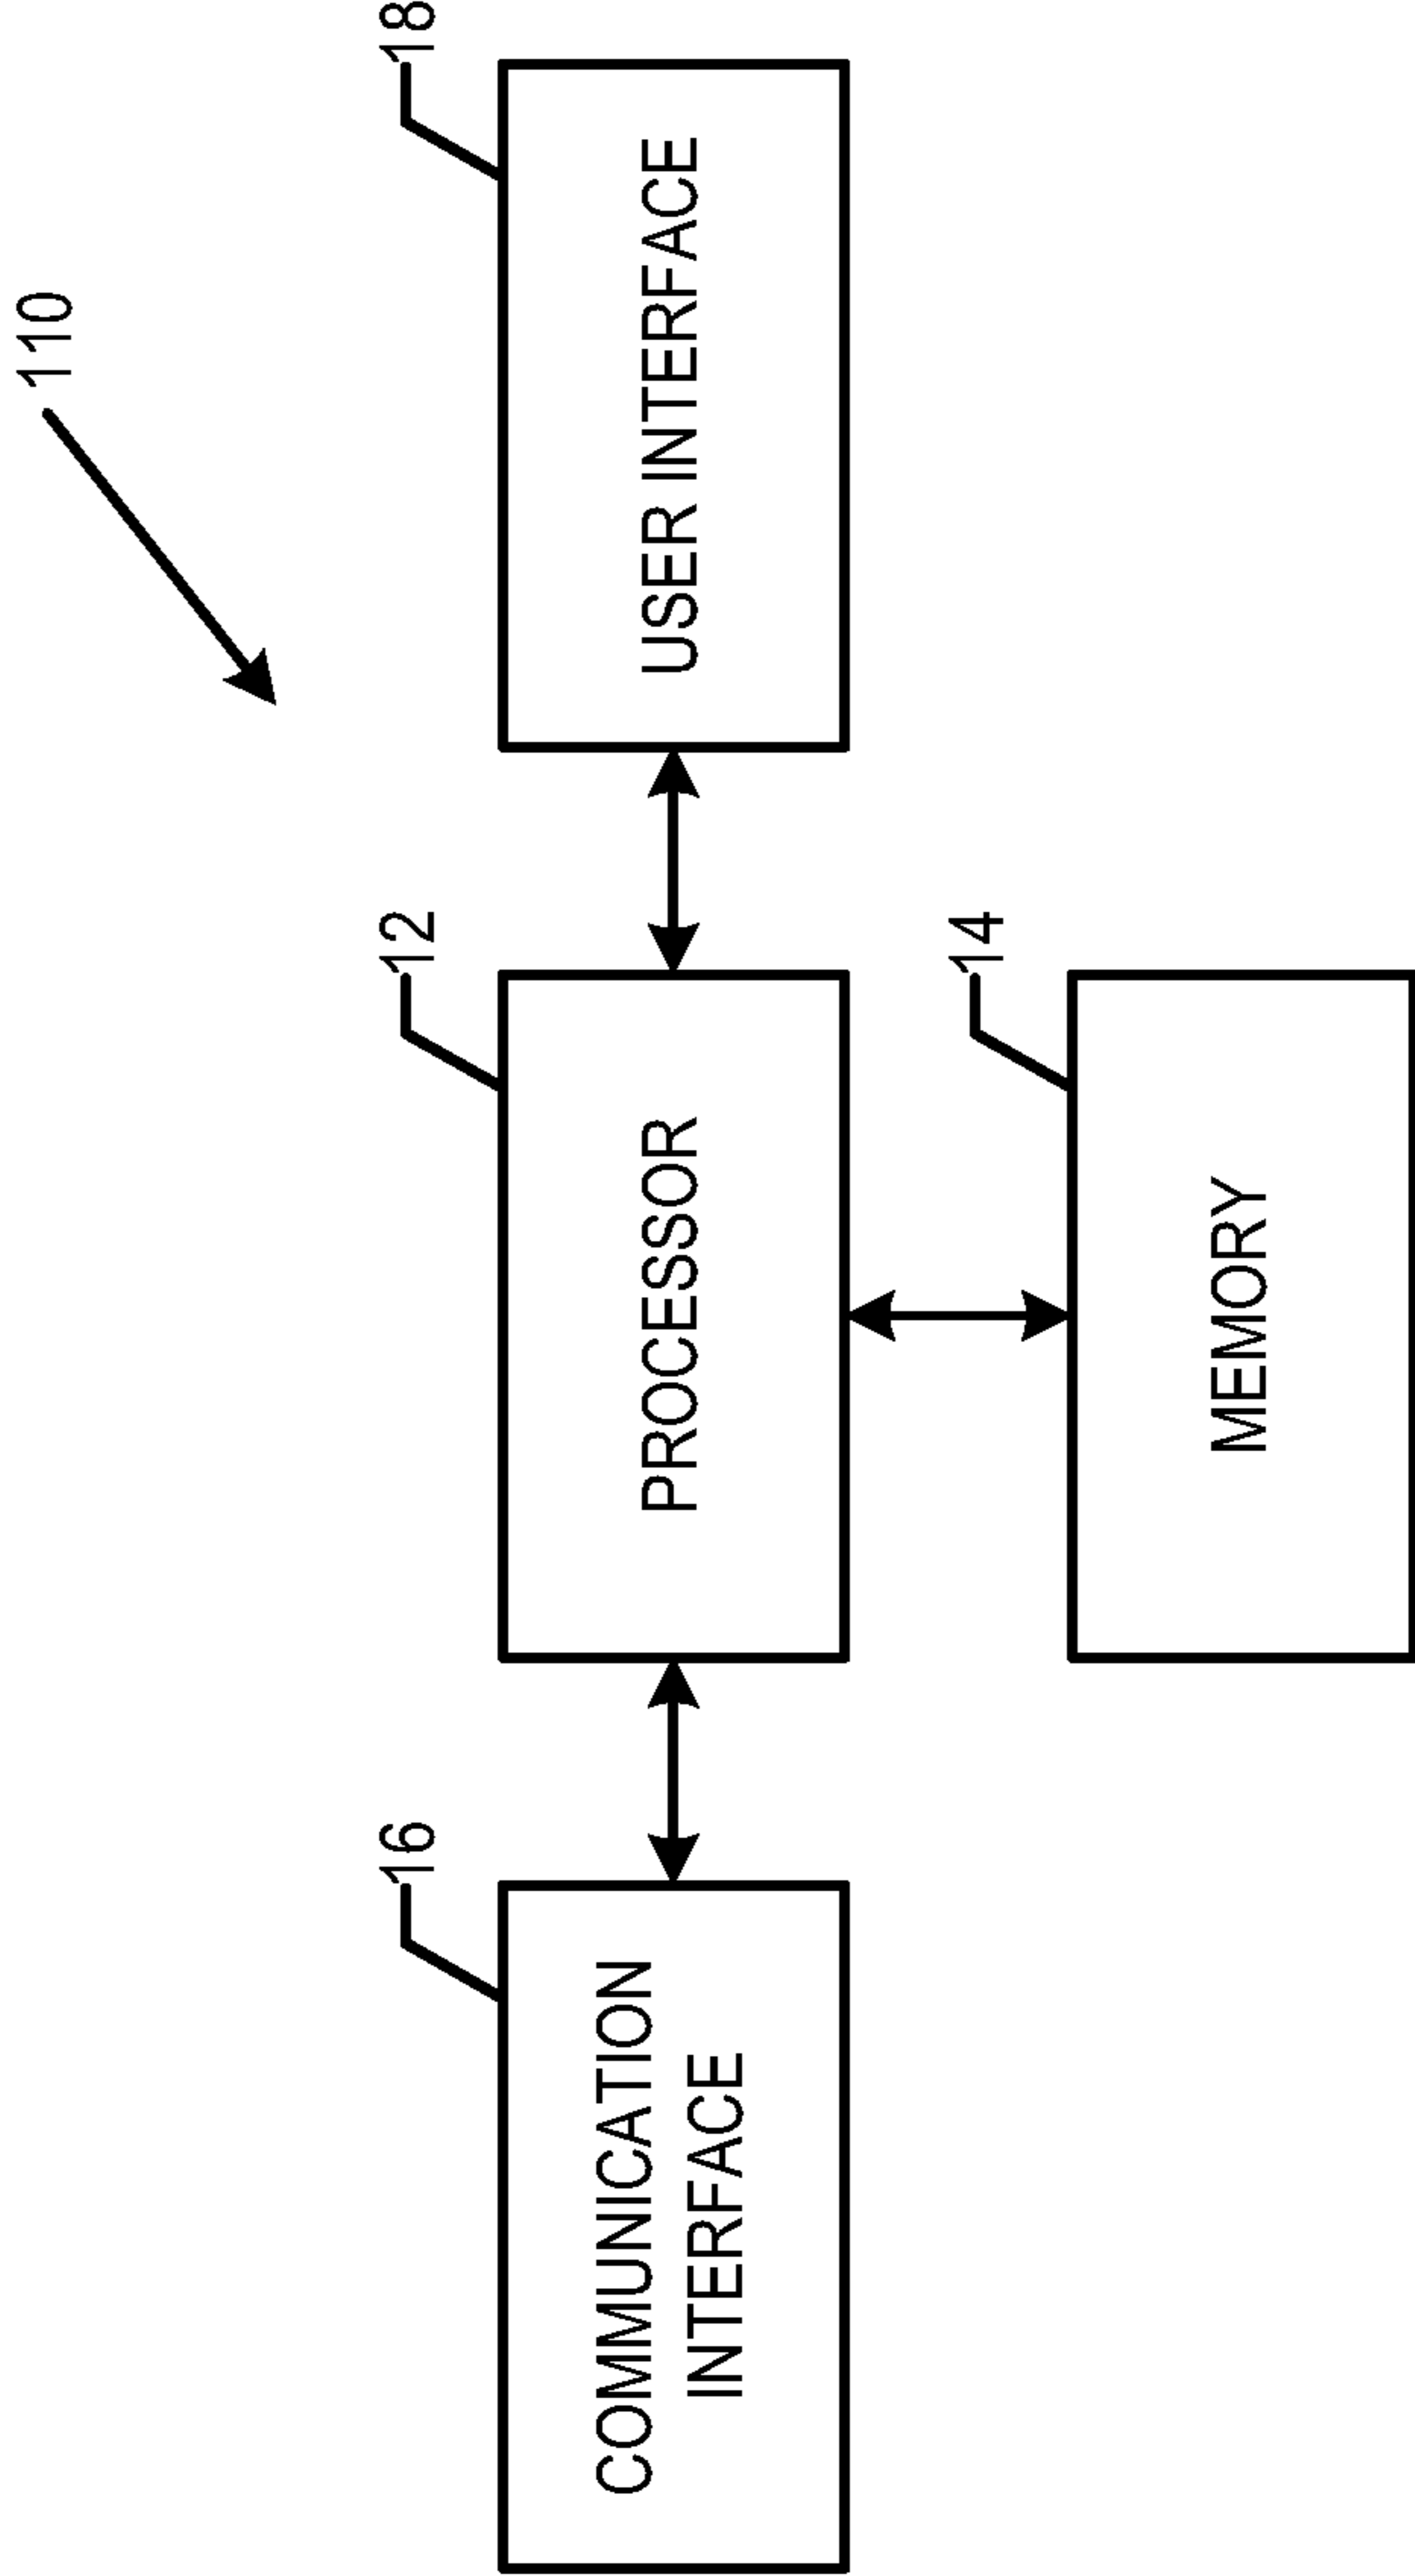 110
16
12
18
COMMUNICATION
INTERFACE
PROCESSOR
USER INTERFACE
14
MEMORY